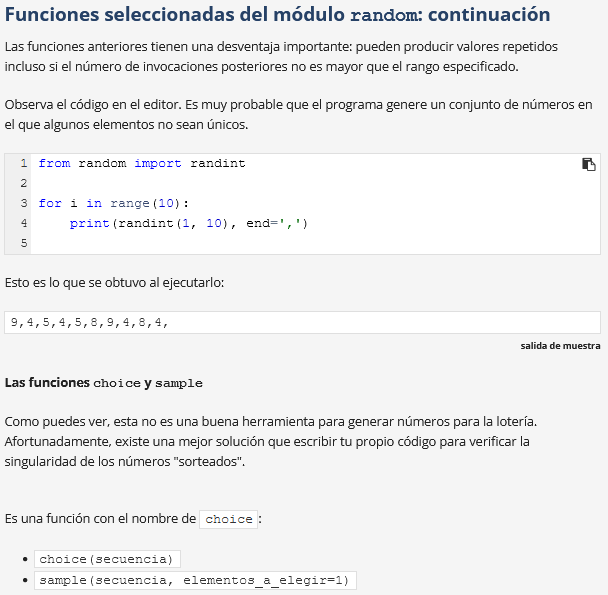 Funciones seleccionadas del módulo random: continuación
Las funciones anteriores tienen una desventaja importante: pueden producir valores repetidos
incluso si el número de invocaciones posteriores no es mayor que el rango especificado.
Observa el código en el editor. Es muy probable que el programa genere un conjunto de números en
el que algunos elementos no sean únicos.
1 from random import randint
2
3 for i in range(10):
4     print(randint(1, 10), end=',')
5
Esto es lo que se obtuvo al ejecutarlo:
9,4,5,4,5,8,9,4,8,4,
salida de muestra
Las funciones choice y sample
Como puedes ver, esta no es una buena herramienta para generar números para la lotería.
Afortunadamente, existe una mejor solución que escribir tu propio código para verificar la
singularidad de los números "sorteados".
Es una función con el nombre de choice:
• choice(secuencia)
• sample(secuencia, elementos_a_elegir=1)